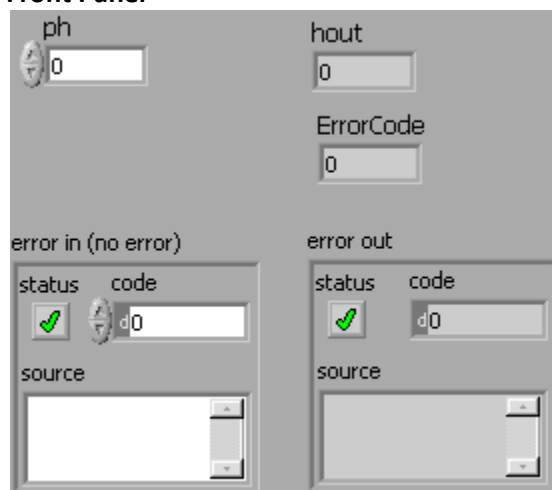 Front Panel
ph
hout
0
0
ErrorCode
0
error in (no error)
error out
status code
status code
d0
d0
source
source